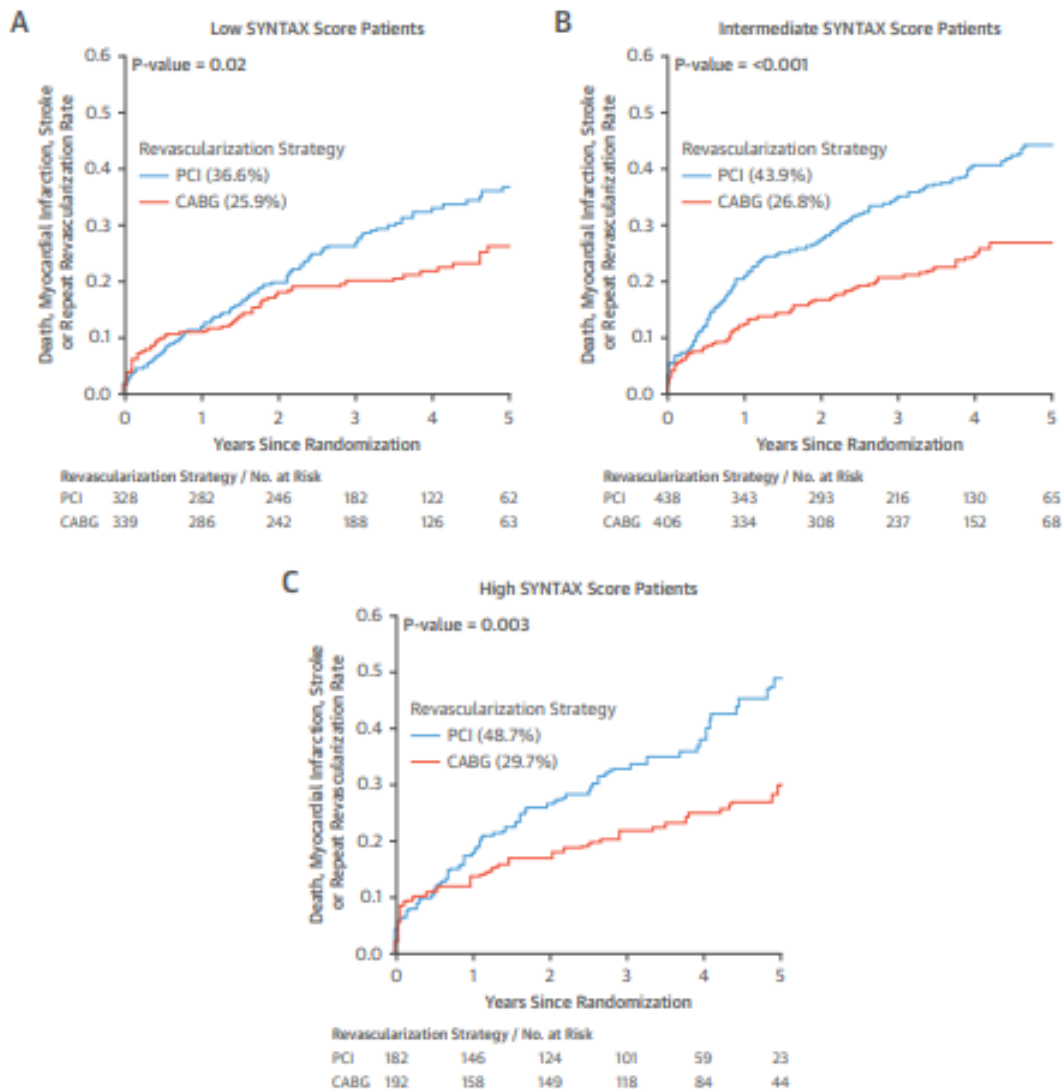 A
Low SYNTAX Score Patients
P-value = 0.02
Death, Myocardial Infarction, Stroke
or Repeat Revascularization Rate
0.6
0.5
0.4
0.3
0.2
0.1
0.0
Revascularization Strategy
PCI (36.6%)
CABG (25.9%)
0 1 2 3 4 5
Years Since Randomization
Revascularization Strategy / No. at Risk
PCI 328 282 246 182 122 62
CABG 339 286 242 188 126 63
B
Intermediate SYNTAX Score Patients
P-value = <0.001
Death, Myocardial Infarction, Stroke
or Repeat Revascularization Rate
0.6
0.5
0.4
0.3
0.2
0.1
0.0
Revascularization Strategy
PCI (43.9%)
CABG (26.8%)
0 1 2 3 4 5
Years Since Randomization
Revascularization Strategy / No. at Risk
PCI 438 343 293 216 130 65
CABG 406 334 308 237 152 68
C
High SYNTAX Score Patients
P-value = 0.003
Death, Myocardial Infarction, Stroke
or Repeat Revascularization Rate
0.6
0.5
0.4
0.3
0.2
0.1
0.0
Revascularization Strategy
PCI (48.7%)
CABG (29.7%)
0 1 2 3 4 5
Years Since Randomization
Revascularization Strategy / No. at Risk
PCI 182 146 124 101 59 23
CABG 192 158 149 118 84 44